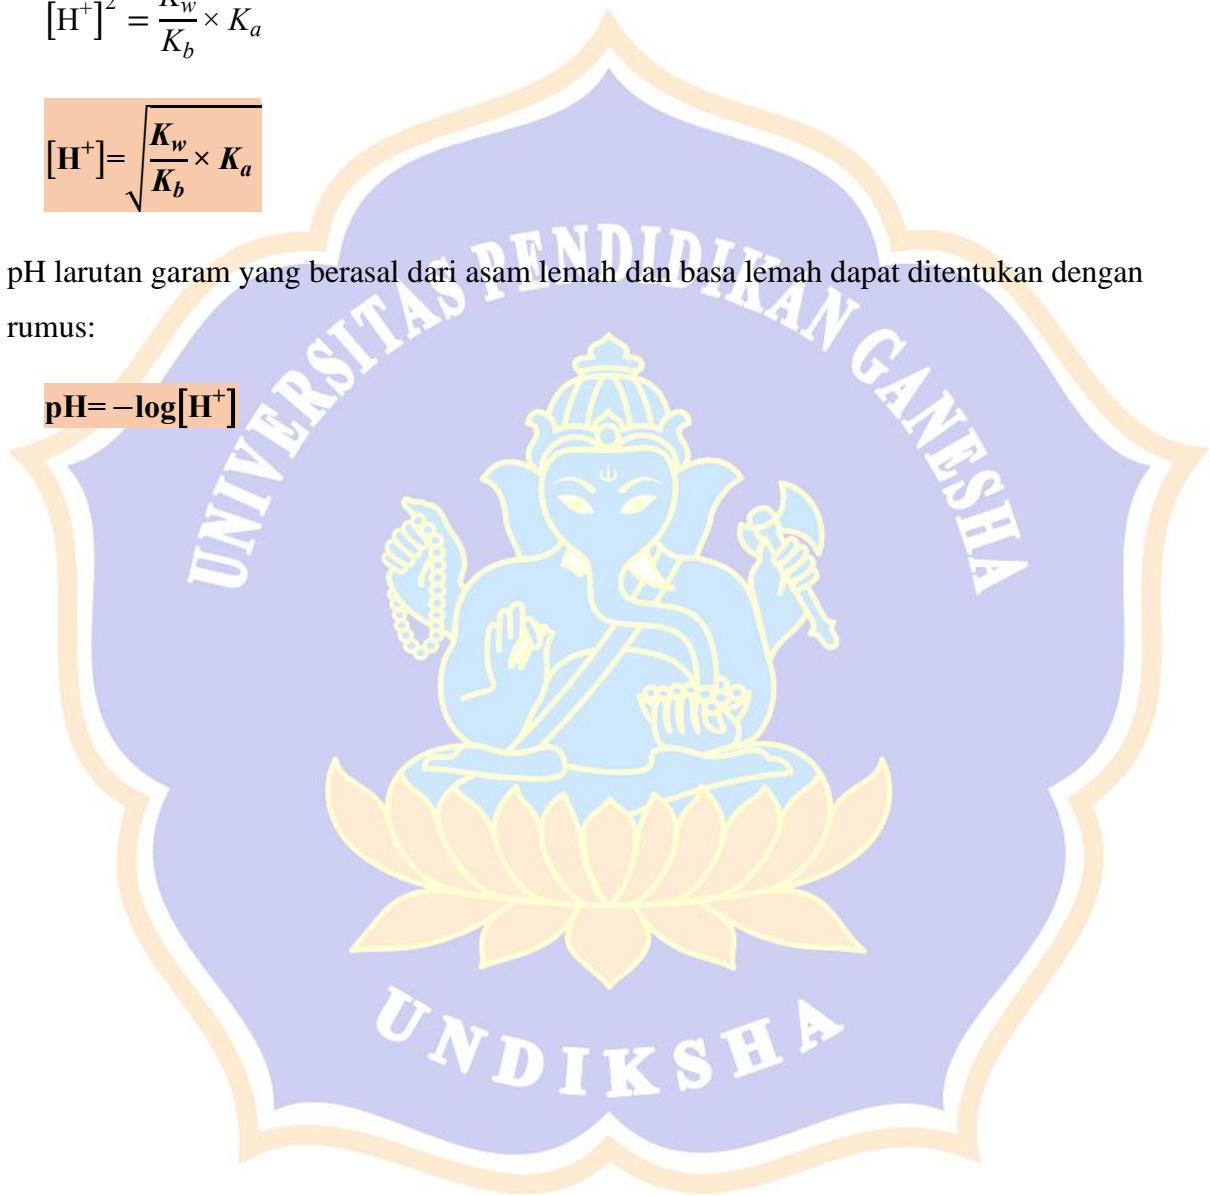 [H⁺]² = K_w/K_b × K_a
[H⁺]= √(K_w/K_b × K_a)
pH larutan garam yang berasal dari asam lemah dan basa lemah dapat ditentukan dengan
rumus:
pH= −log[H⁺]
UNIVERSITAS PENDIDIKAN GANESHA
UNDIKSHA